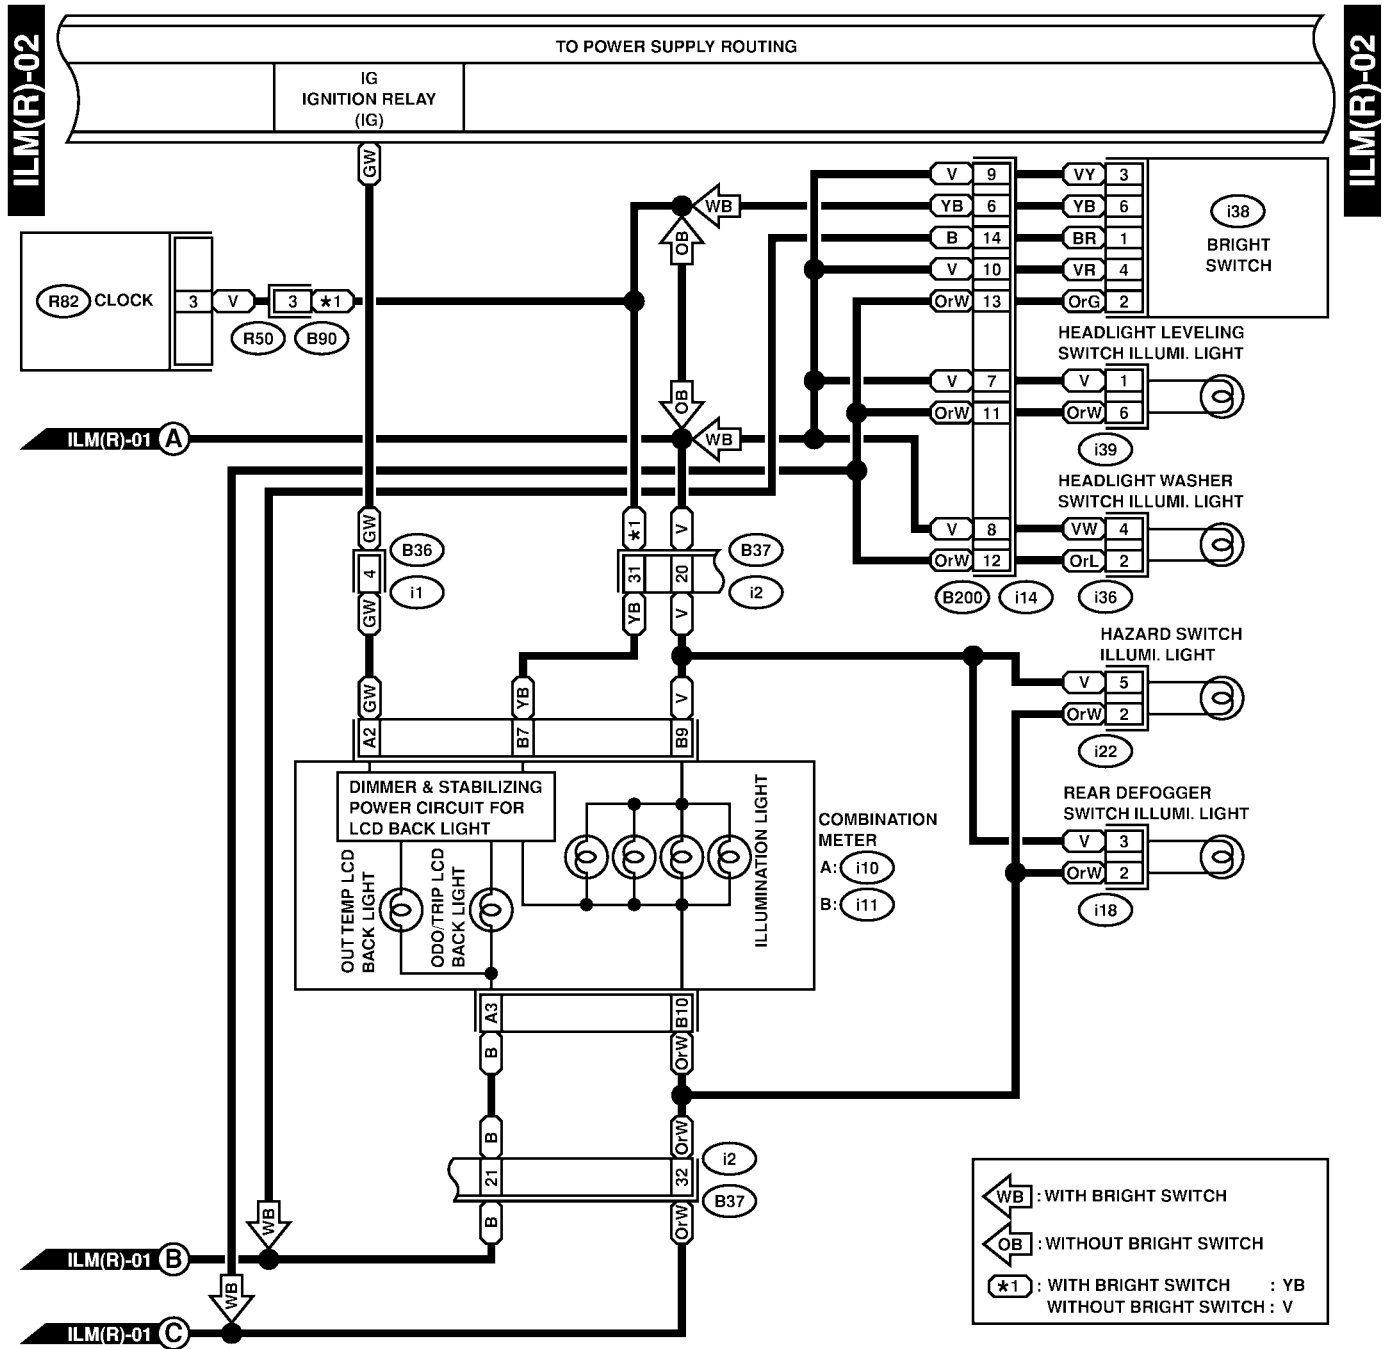 ILM(R)-02
ILM(R)-02
TO POWER SUPPLY ROUTING
IG
IGNITION RELAY
(IG)
GW
V 9 VY 3
YB 6 YB 6
B 14 BR 1
V 10 VR 4
OrW 13 OrG 2
i38
BRIGHT
SWITCH
WB
OB
R82 CLOCK
3 V 3 *1
R50 B90
HEADLIGHT LEVELING
SWITCH ILLUMI. LIGHT
V 7 V 1
OrW 11 OrW 6
i39
OB
ILM(R)-01 A
WB
HEADLIGHT WASHER
SWITCH ILLUMI. LIGHT
V 8 VW 4
OrW 12 OrL 2
B200 i14 i36
GW
4
GW
B36
i1
*1 V
31 20
YB V
B37
i2
HAZARD SWITCH
ILLUMI. LIGHT
V 5
OrW 2
i22
GW YB V
A2 B7 B9
DIMMER & STABILIZING
POWER CIRCUIT FOR
LCD BACK LIGHT
OUT TEMP LCD
BACK LIGHT
ODO/TRIP LCD
BACK LIGHT
ILLUMINATION LIGHT
COMBINATION
METER
A: i10
B: i11
REAR DEFOGGER
SWITCH ILLUMI. LIGHT
V 3
OrW 2
i18
A3 B10
B OrW
B OrW
21 32
B OrW
i2
B37
WB
ILM(R)-01 B
WB
ILM(R)-01 C
WB : WITH BRIGHT SWITCH
OB : WITHOUT BRIGHT SWITCH
*1 : WITH BRIGHT SWITCH : YB
WITHOUT BRIGHT SWITCH : V